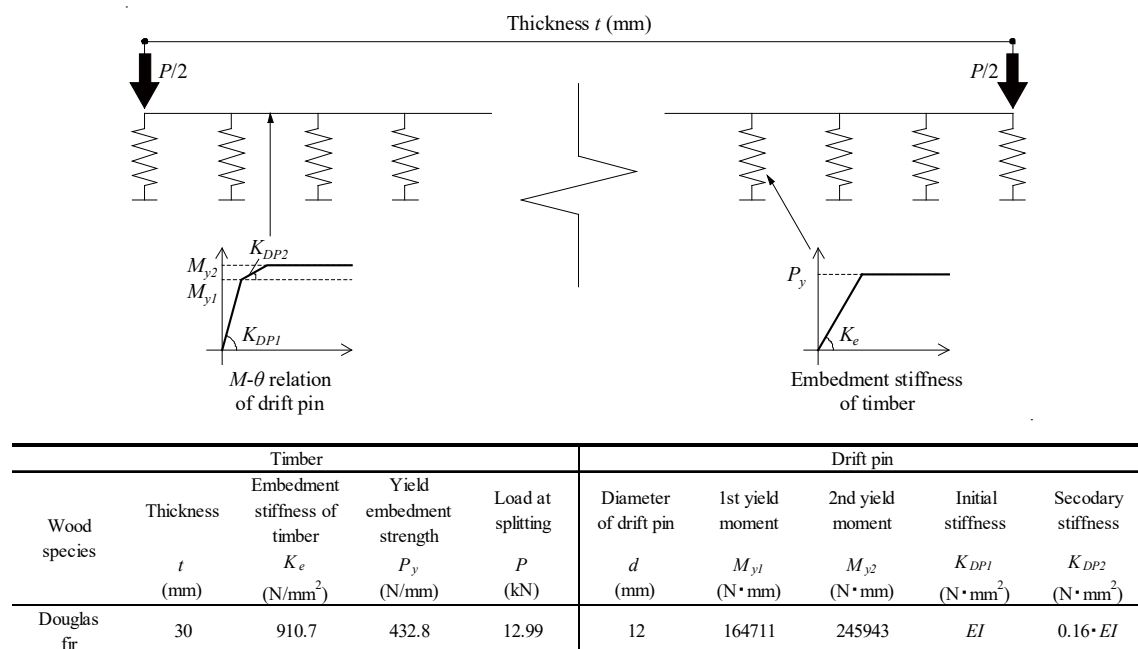 Thickness t (mm)
P/2
P/2
K_DP2
M_y2
M_y1
K_DP1
P_y
K_e
M-θ relation
of drift pin
Embedment stiffness
of timber
Timber
Drift pin
Wood
species
Thickness
t
(mm)
Embedment
stiffness of
timber
K_e
(N/mm²)
Yield
embedment
strength
P_y
(N/mm)
Load at
splitting
P
(kN)
Diameter
of drift pin
d
(mm)
1st yield
moment
M_y1
(N・mm)
2nd yield
moment
M_y2
(N・mm)
Initial
stiffness
K_DP1
(N・mm²)
Secodary
stiffness
K_DP2
(N・mm²)
Douglas
fir
30
910.7
432.8
12.99
12
164711
245943
EI
0.16・EI